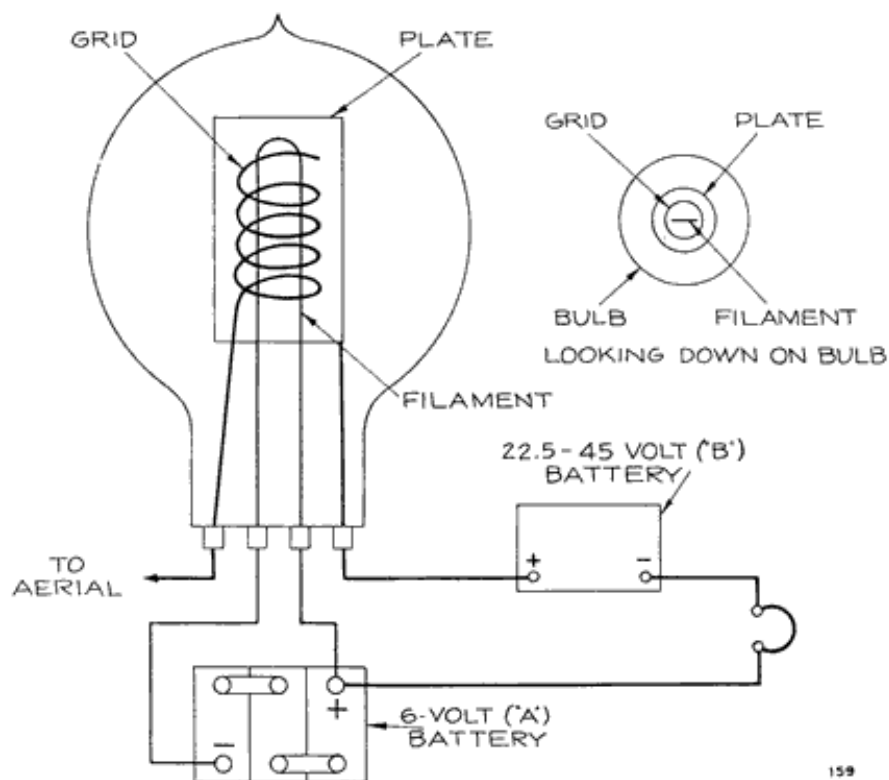 GRID
PLATE
GRID
PLATE
BULB
FILAMENT
LOOKING DOWN ON BULB
FILAMENT
22.5-45 VOLT ("B")
BATTERY
+
-
TO
AERIAL
+
-
6-VOLT ("A")
BATTERY
159